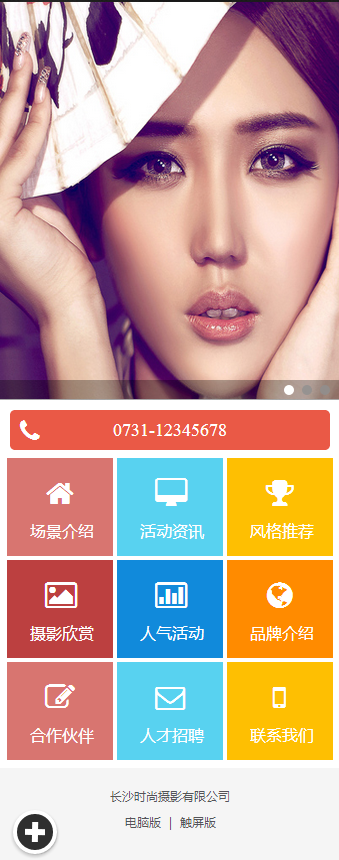 0731-12345678
场景介绍 活动资讯 风格推荐
摄影欣赏 人气活动 品牌介绍
合作伙伴 人才招聘 联系我们
长沙时尚摄影有限公司
电脑版 | 触屏版